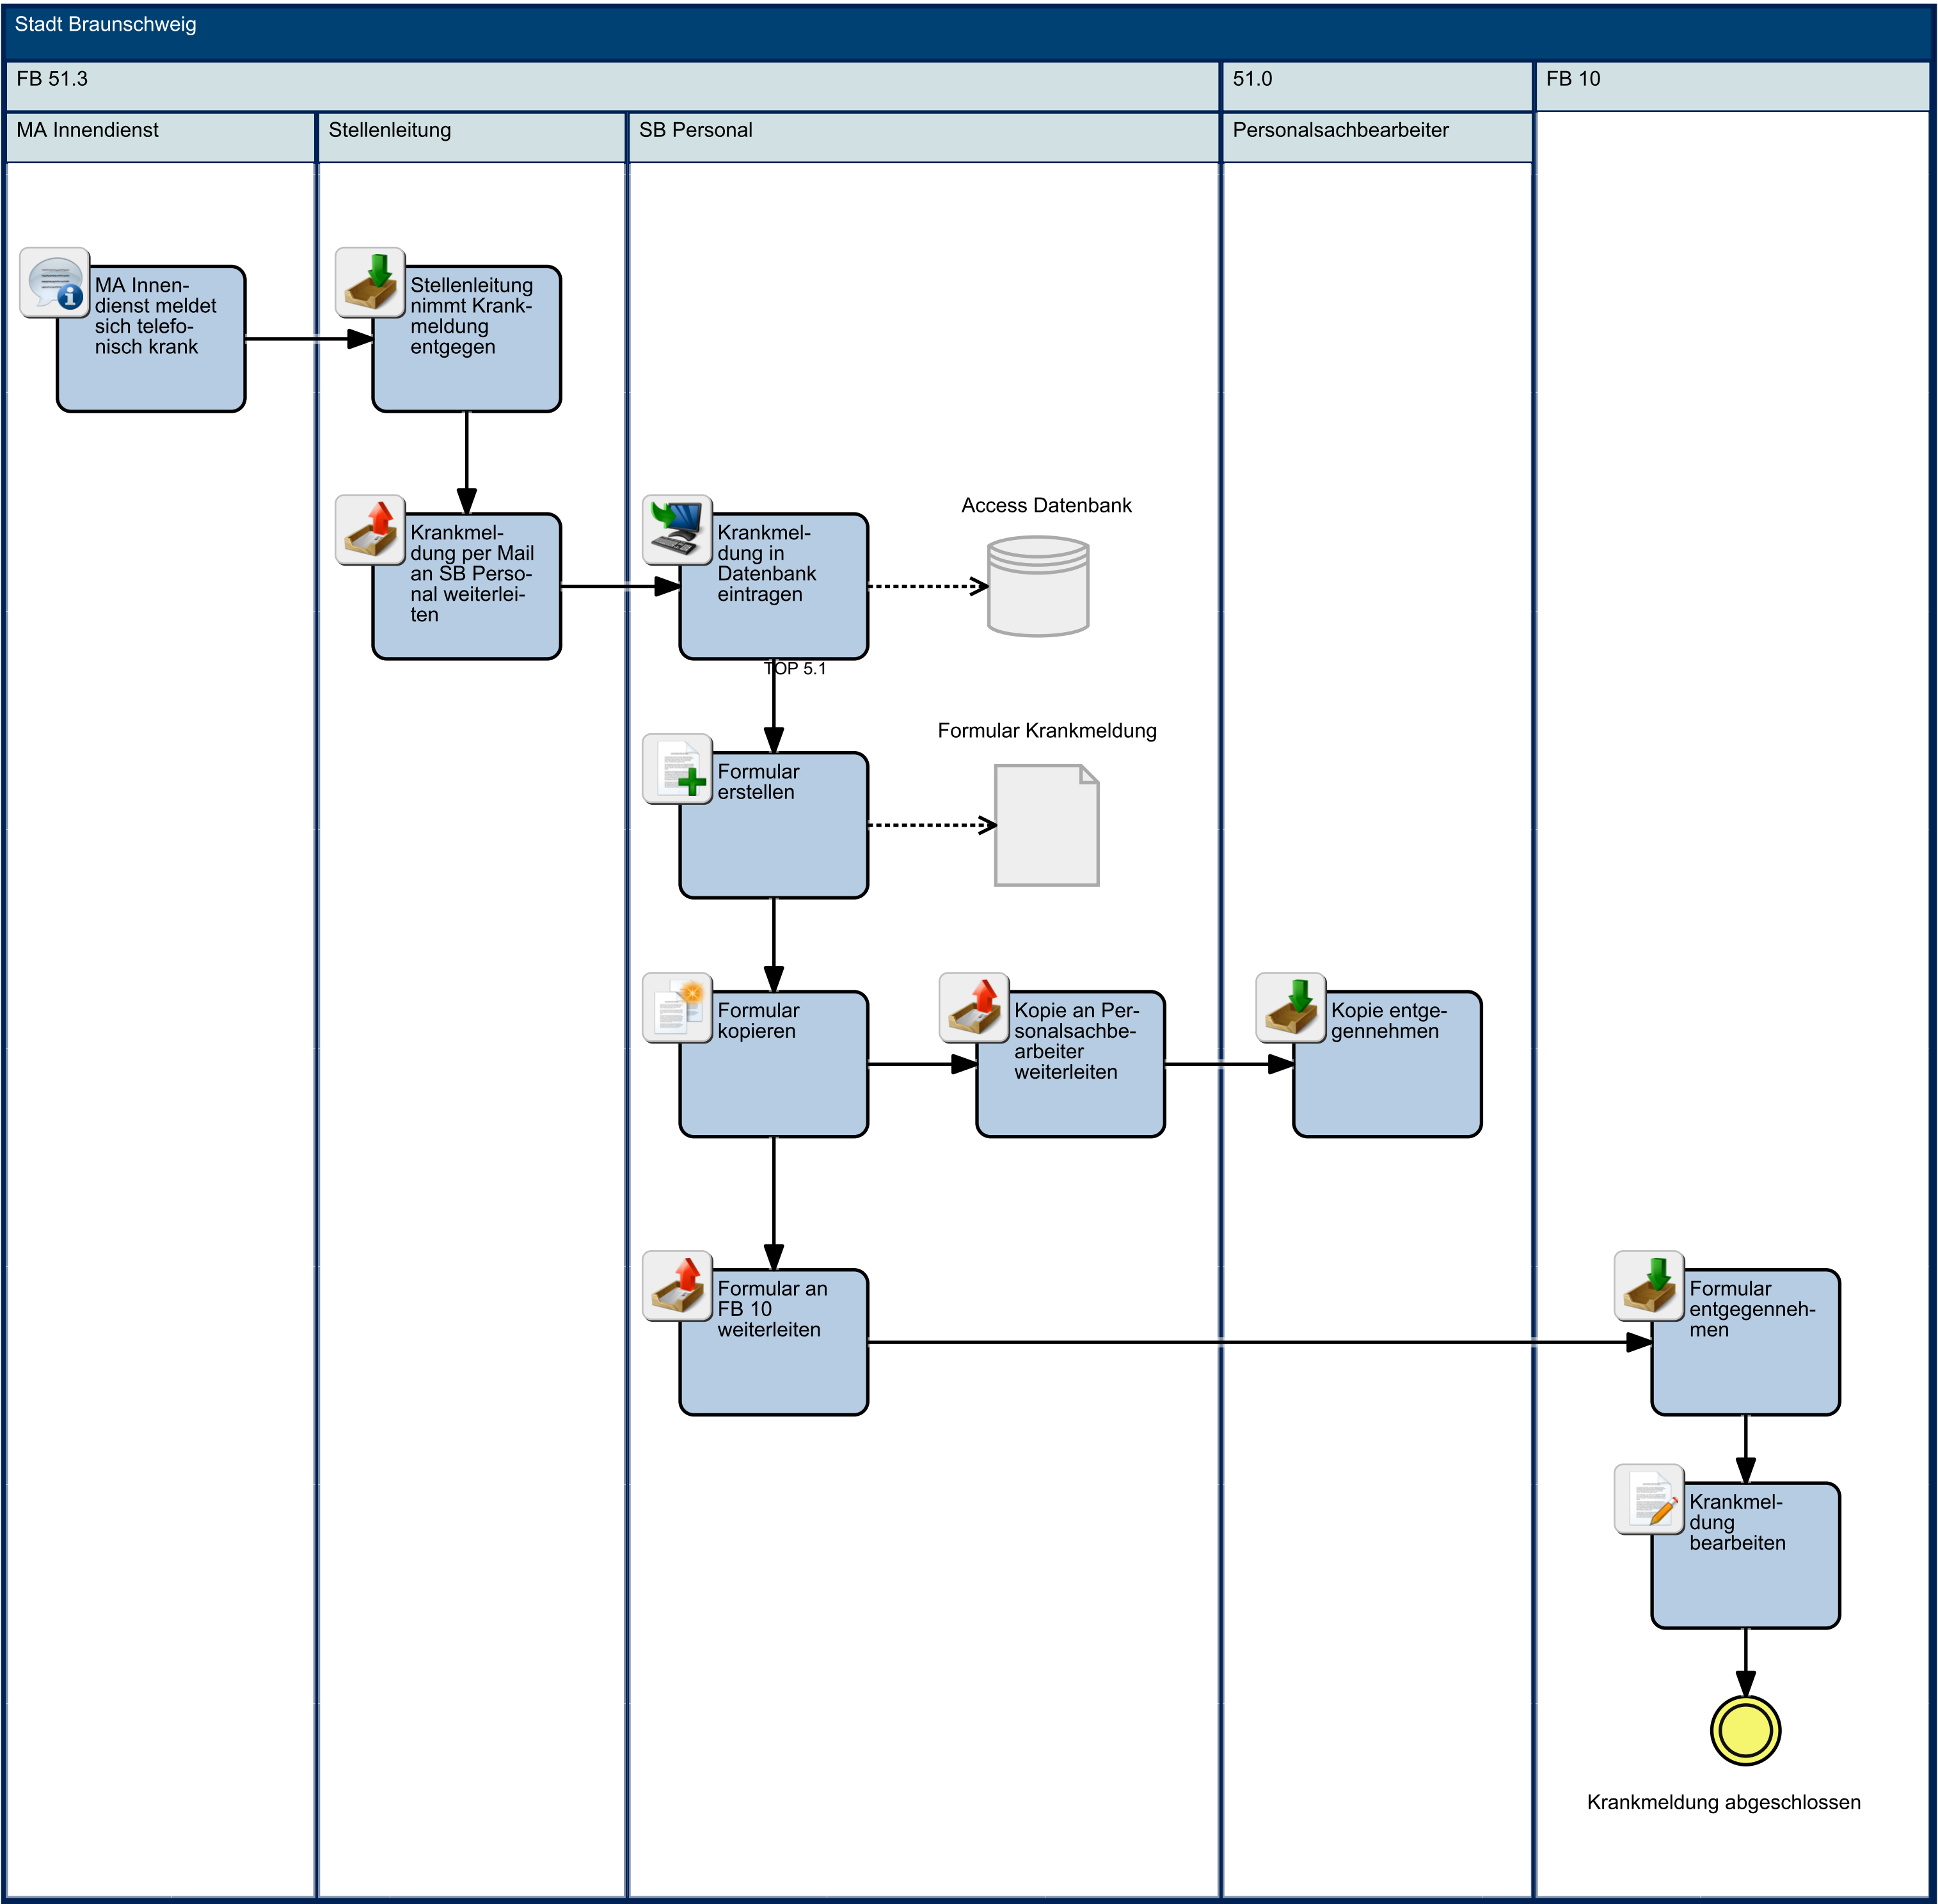 Stadt Braunschweig
FB 51.3
51.0
FB 10
MA Innendienst
Stellenleitung
SB Personal
Personalsachbearbeiter
MA Innen-
dienst meldet
sich telefo-
nisch krank
Stellenleitung
nimmt Krank-
meldung
entgegen
Krankmel-
dung per Mail
an SB Perso-
nal weiterlei-
ten
Krankmel-
dung in
Datenbank
eintragen
Access Datenbank
TOP 5.1
Formular
erstellen
Formular Krankmeldung
Formular
kopieren
Kopie an Per-
sonalsachbe-
arbeiter
weiterleiten
Kopie entge-
gennehmen
Formular an
FB 10
weiterleiten
Formular
entgegenneh-
men
Krankmel-
dung
bearbeiten
Krankmeldung abgeschlossen